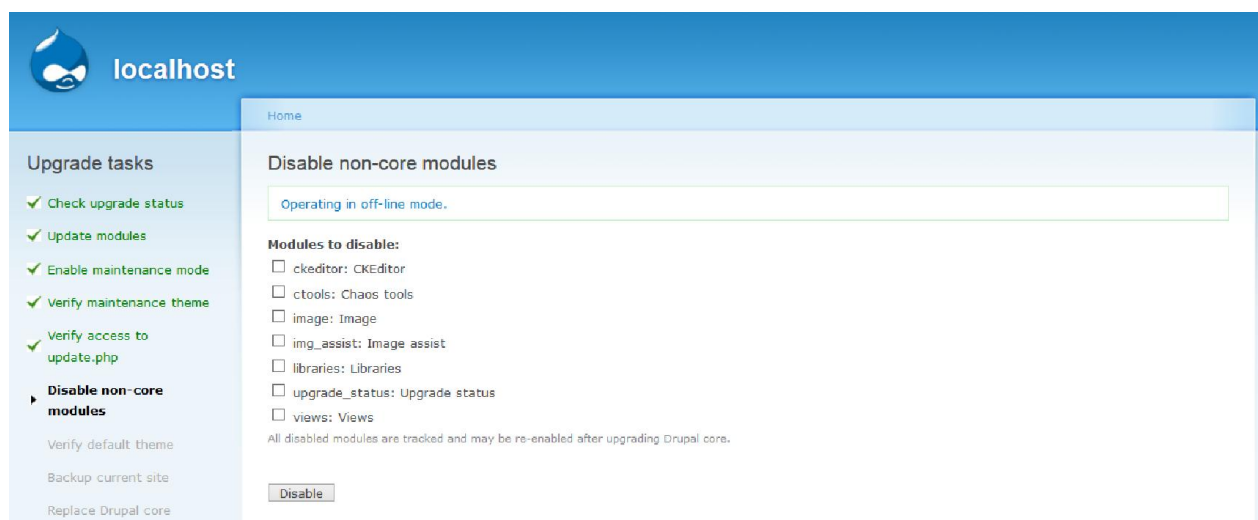 localhost
Home
Upgrade tasks
Check upgrade status
Update modules
Enable maintenance mode
Verify maintenance theme
Verify access to
update.php
Disable non-core
modules
Verify default theme
Backup current site
Replace Drupal core
Disable non-core modules
Operating in off-line mode.
Modules to disable:
ckeditor: CKEditor
ctools: Chaos tools
image: Image
img_assist: Image assist
libraries: Libraries
upgrade_status: Upgrade status
views: Views
All disabled modules are tracked and may be re-enabled after upgrading Drupal core.
Disable